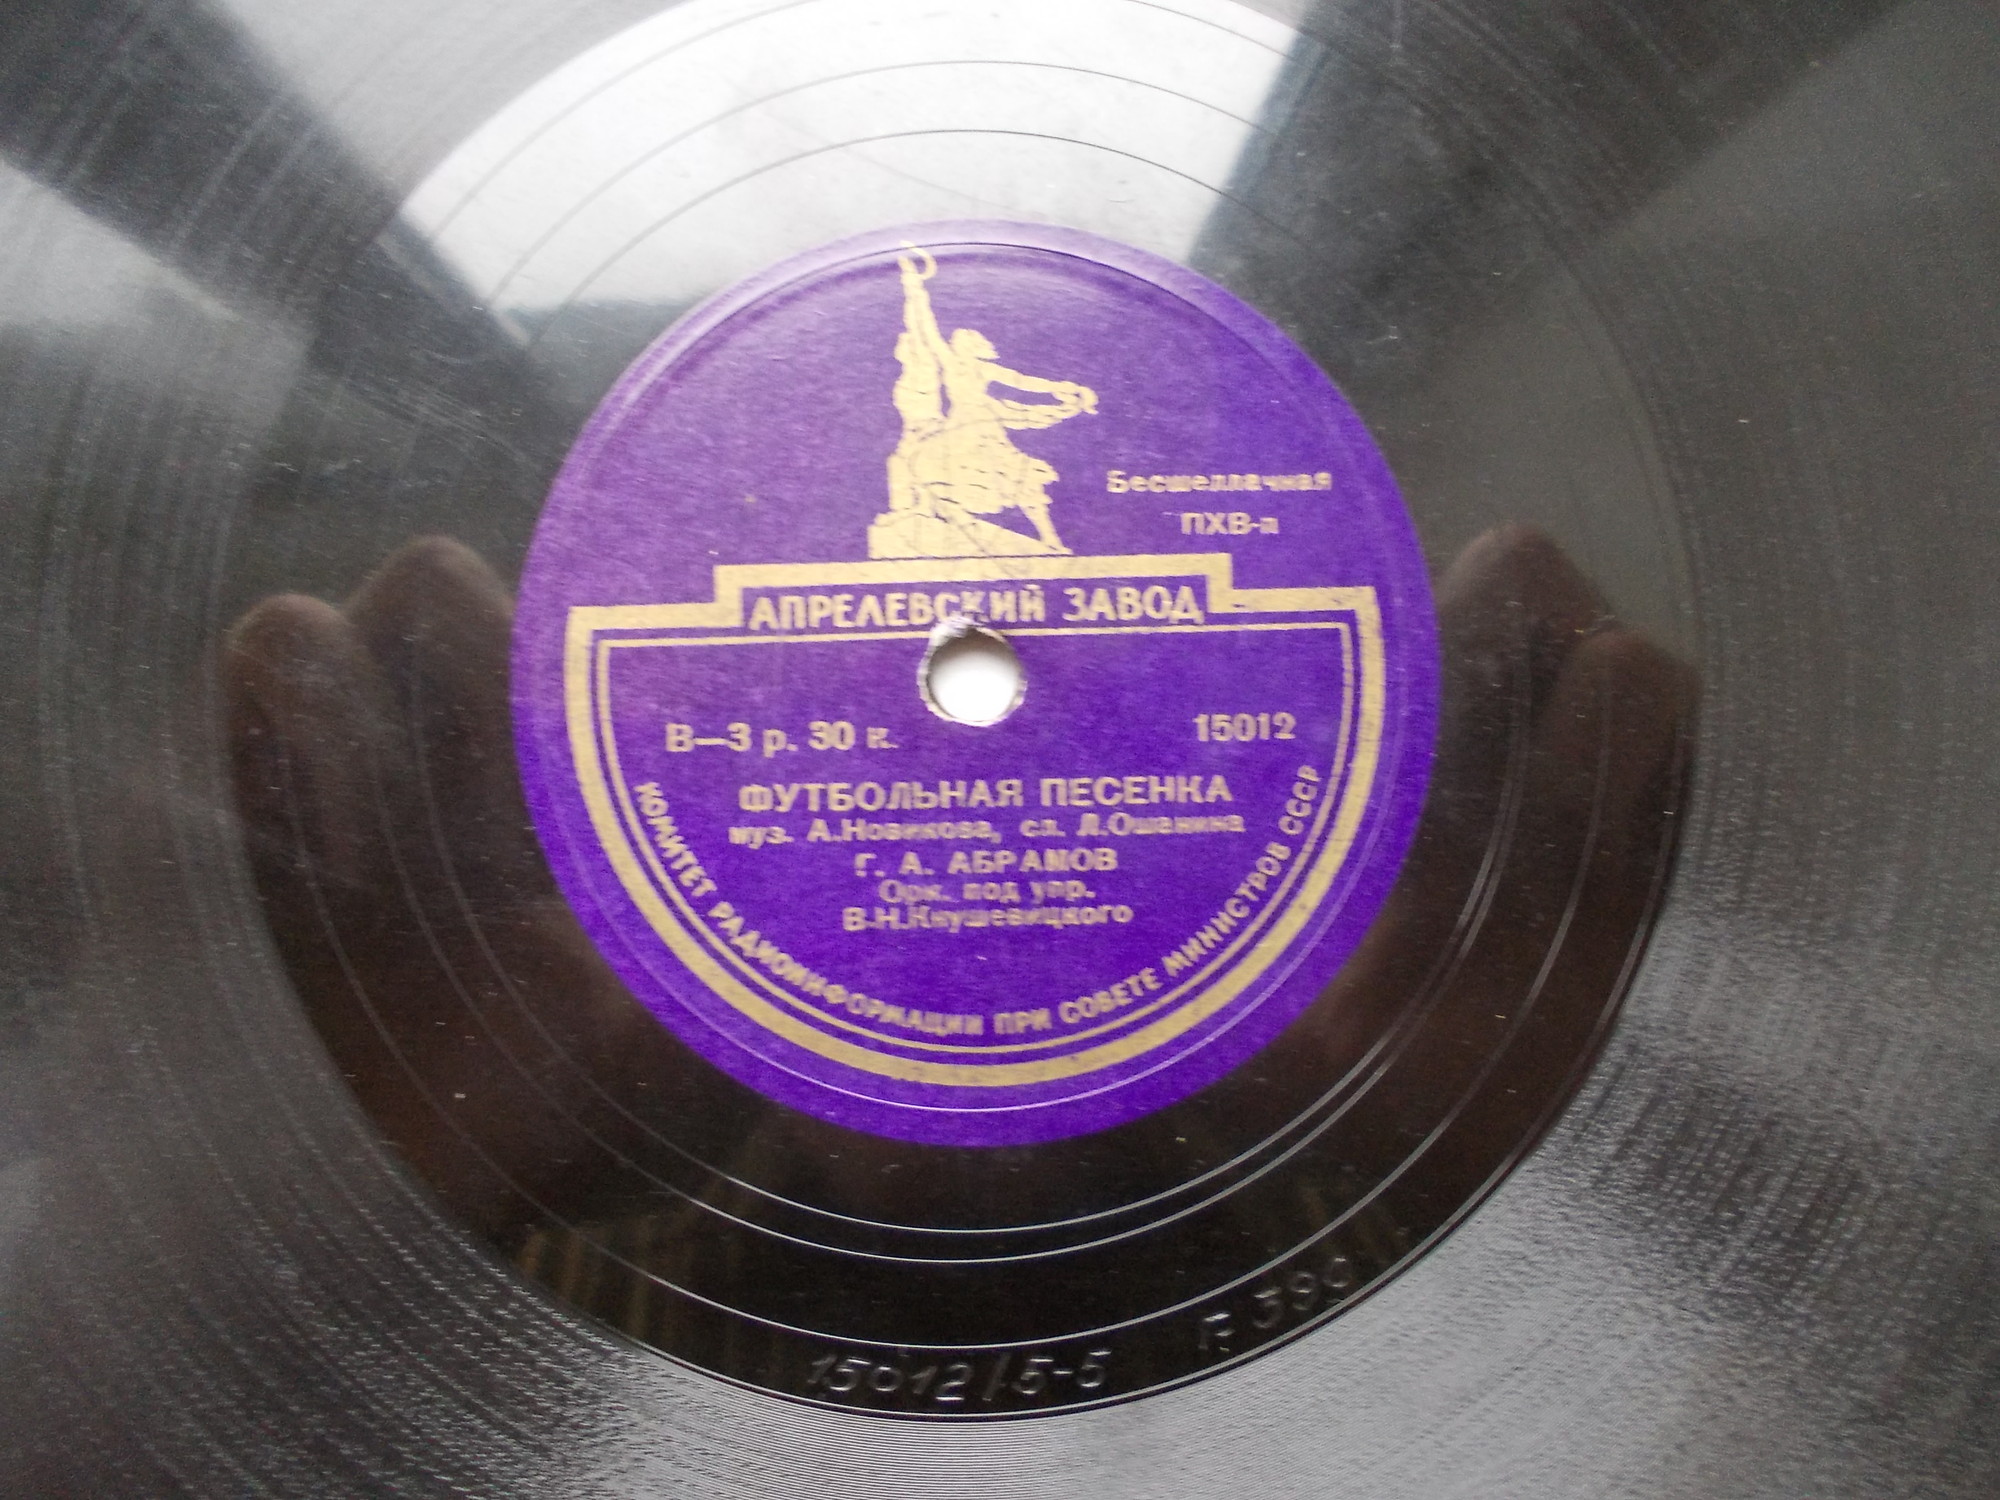 Бесшеллачная
ПХВ-п
АПРЕЛЕВСКИЙ ЗАВОД
В—3 р. 30 к.
15012
ФУТБОЛЬНАЯ ПЕСЕНКА
муз. А.Новикова, сл. Л.Ошанина
Г. А. АБРАМОВ
Орк. под упр.
В.Н.Кнушевицкого
КОМИТЕТ РАДИОИНФОРМАЦИИ ПРИ СОВЕТЕ МИНИСТРОВ СССР
15012/5-5